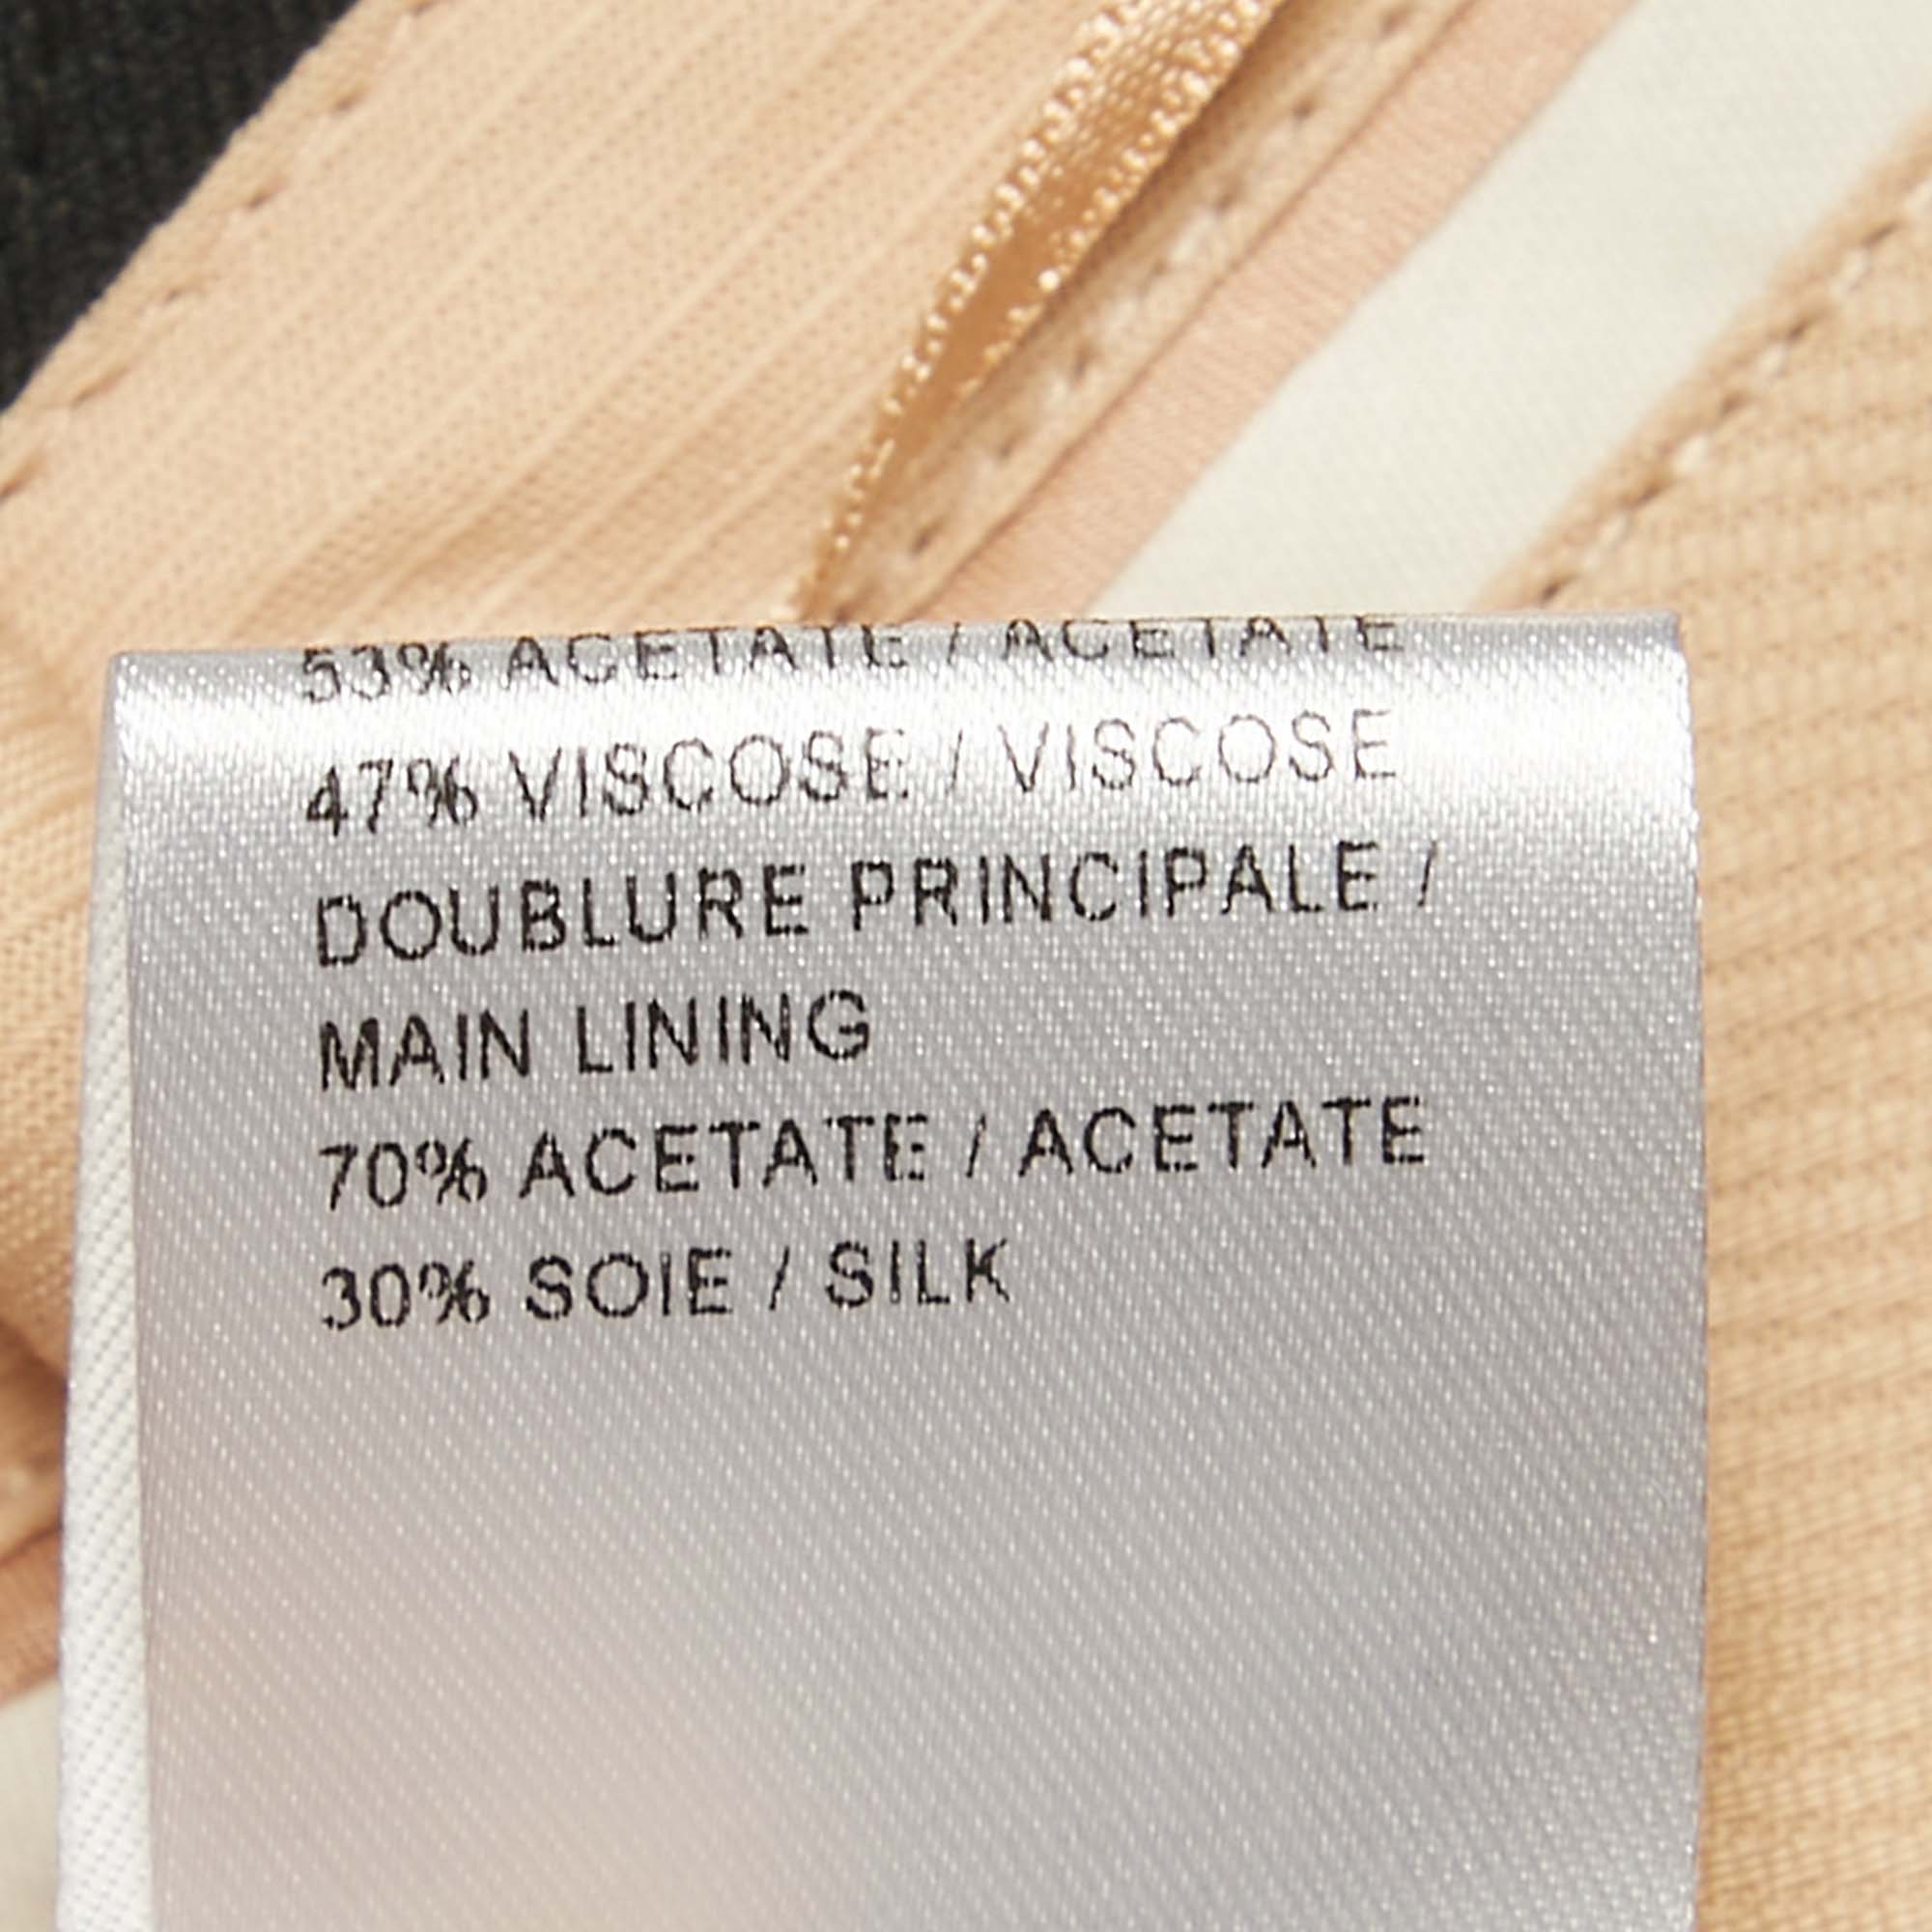 53% ACETATE / ACETATE
47% VISCOSE / VISCOSE
DOUBLURE PRINCIPALE /
MAIN LINING
70% ACETATE / ACETATE
30% SOIE / SILK